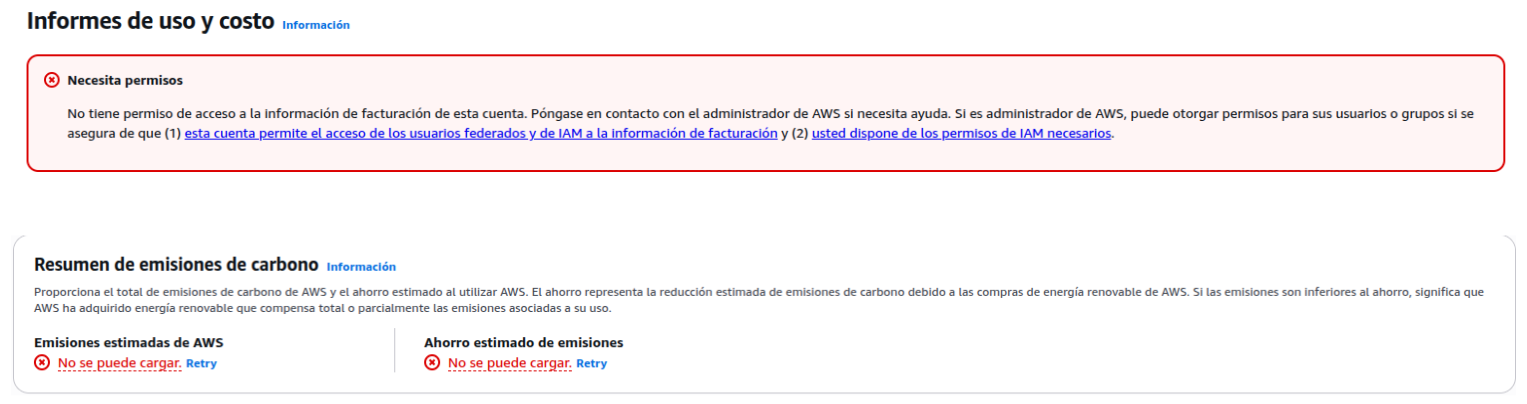 Informes de uso y costo Información
Necesita permisos
No tiene permiso de acceso a la información de facturación de esta cuenta. Póngase en contacto con el administrador de AWS si necesita ayuda. Si es administrador de AWS, puede otorgar permisos para sus usuarios o grupos si se
asegura de que (1) esta cuenta permite el acceso de los usuarios federados y de IAM a la información de facturación y (2) usted dispone de los permisos de IAM necesarios.
Resumen de emisiones de carbono Información
Proporciona el total de emisiones de carbono de AWS y el ahorro estimado al utilizar AWS. El ahorro representa la reducción estimada de emisiones de carbono debido a las compras de energía renovable de AWS. Si las emisiones son inferiores al ahorro, significa que
AWS ha adquirido energía renovable que compensa total o parcialmente las emisiones asociadas a su uso.
Emisiones estimadas de AWS
No se puede cargar. Retry
Ahorro estimado de emisiones
No se puede cargar. Retry